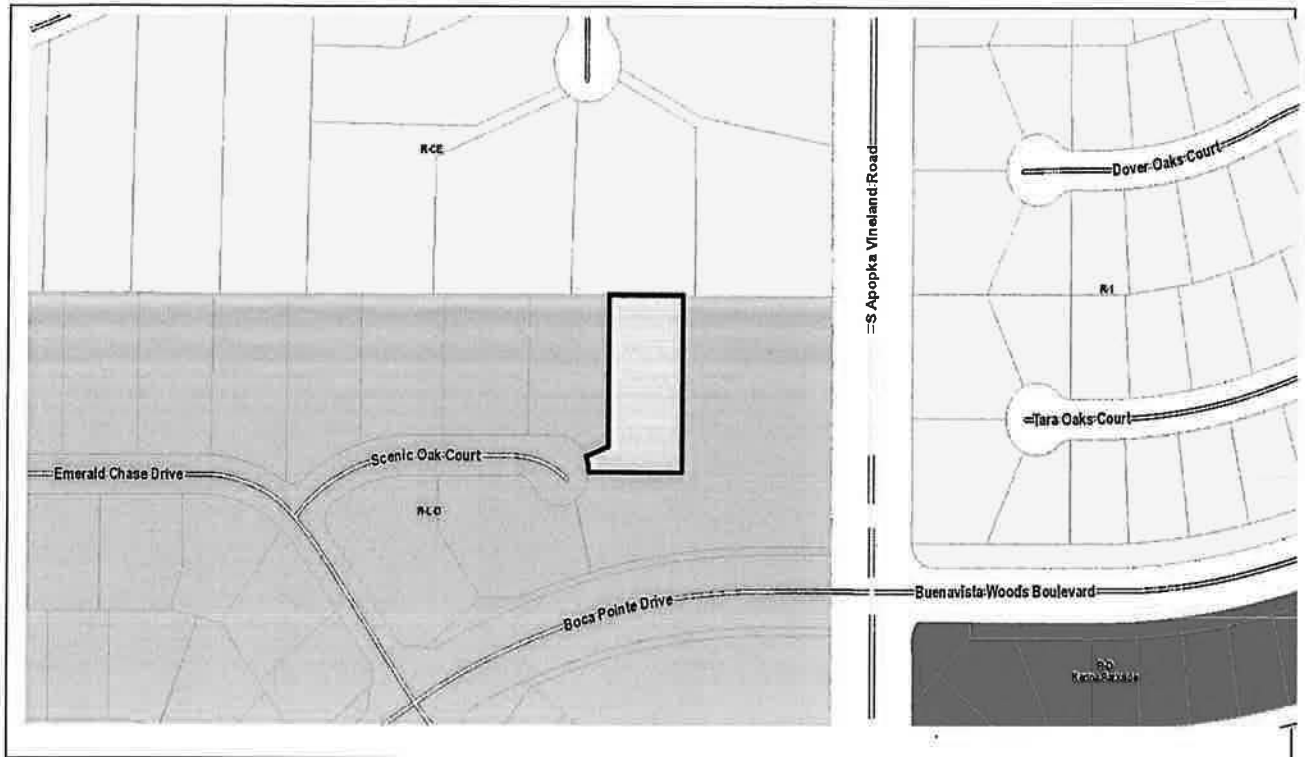 R-CE
Dover Oaks Court
=S Apopka Vineland Road
R-1
Tara Oaks Court
Scenic Oak Court
Emerald Chase Drive
Boca Pointe Drive
Buenavista Woods Boulevard